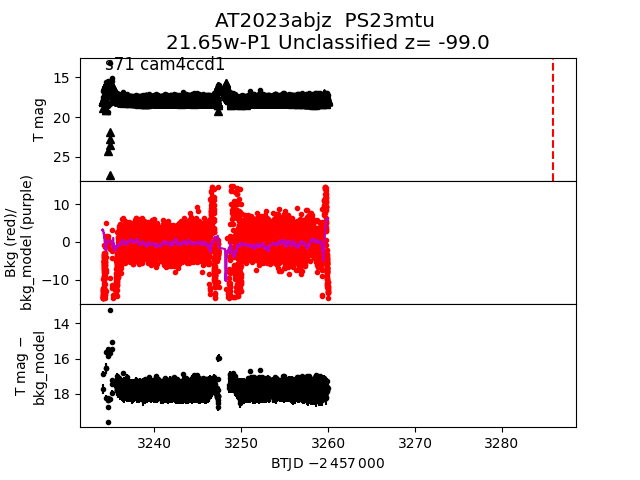 AT2023abjz  PS23mtu
21.65w-P1 Unclassified z= -99.0
s71 cam4ccd1
T mag
15
20
25
Bkg (red)/
bkg_model (purple)
10
0
−10
T mag −
bkg_model
14
16
18
3240
3250
3260
3270
3280
BTJD −2 457 000